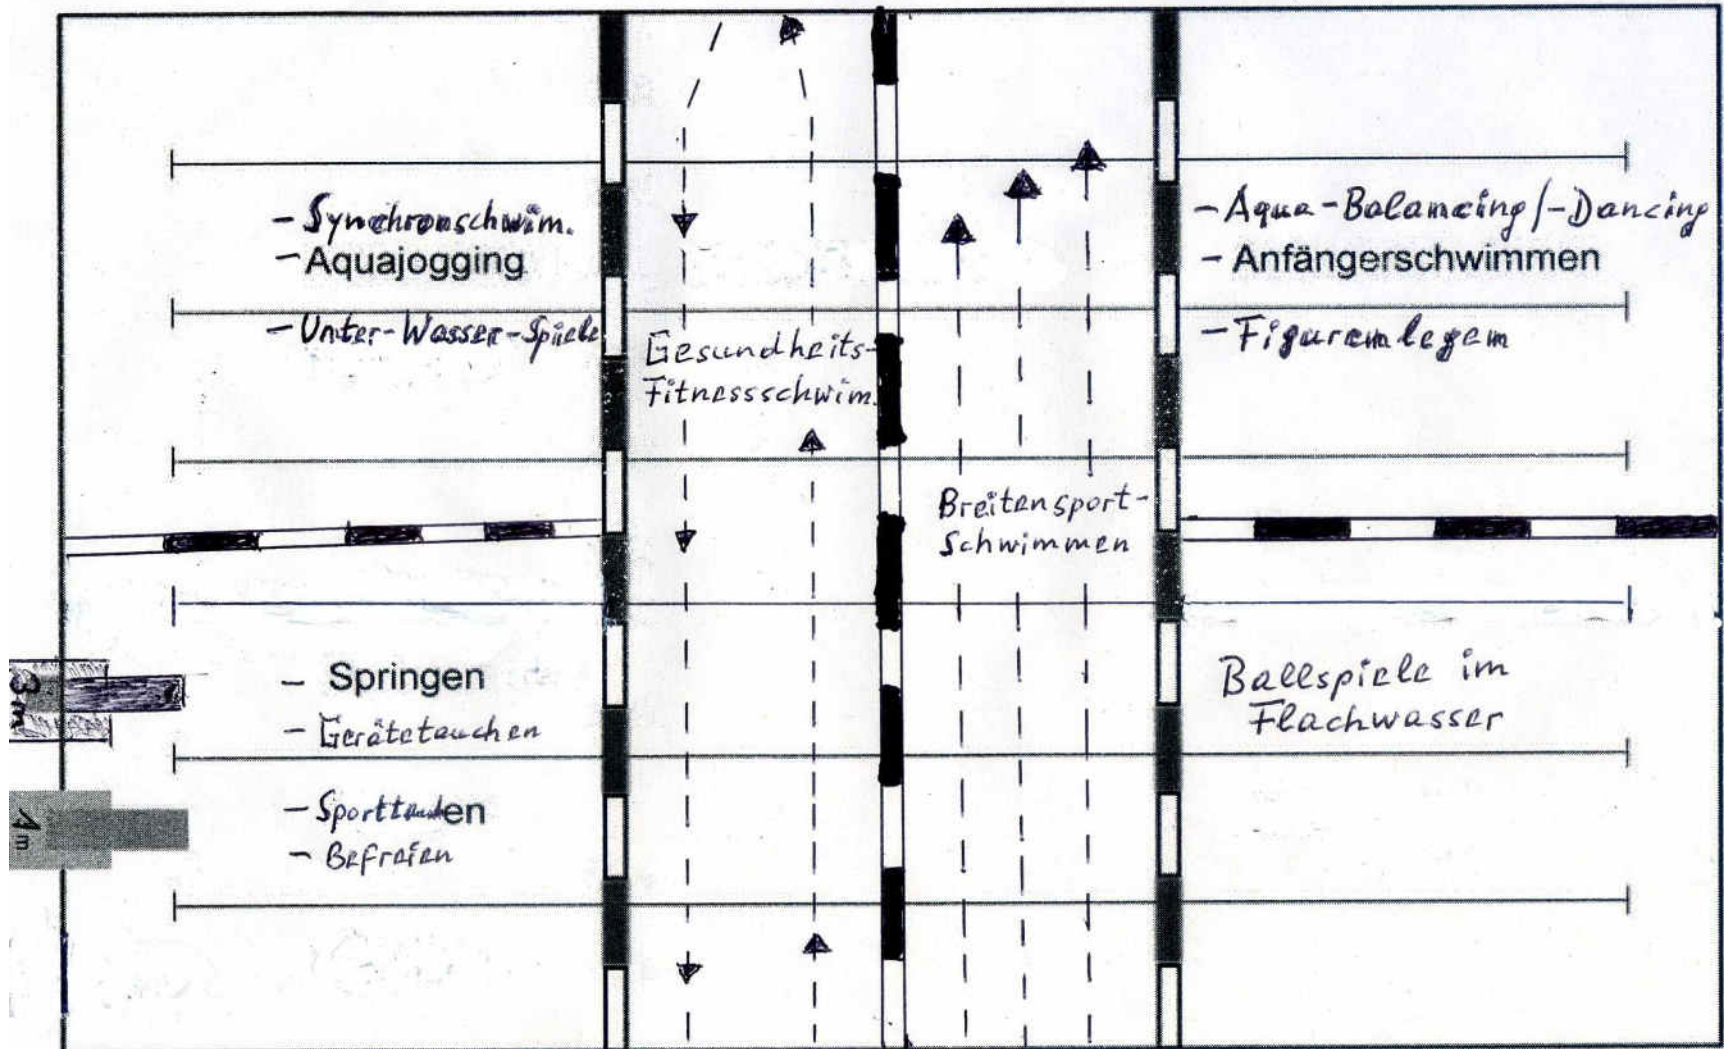 - Synchronschwim.
- Aquajogging
- Unter-Wasser-Spiele
Gesundheits-
Fitnessschwim.
Breitensport-
Schwimmen
- Aqua-Balancing/-Dancing
- Anfängerschwimmen
- Figurenlegen
3m
1m
- Springen
- Gerätetauchen
- Sporttauchen
- Befreien
Ballspiele im
Flachwasser